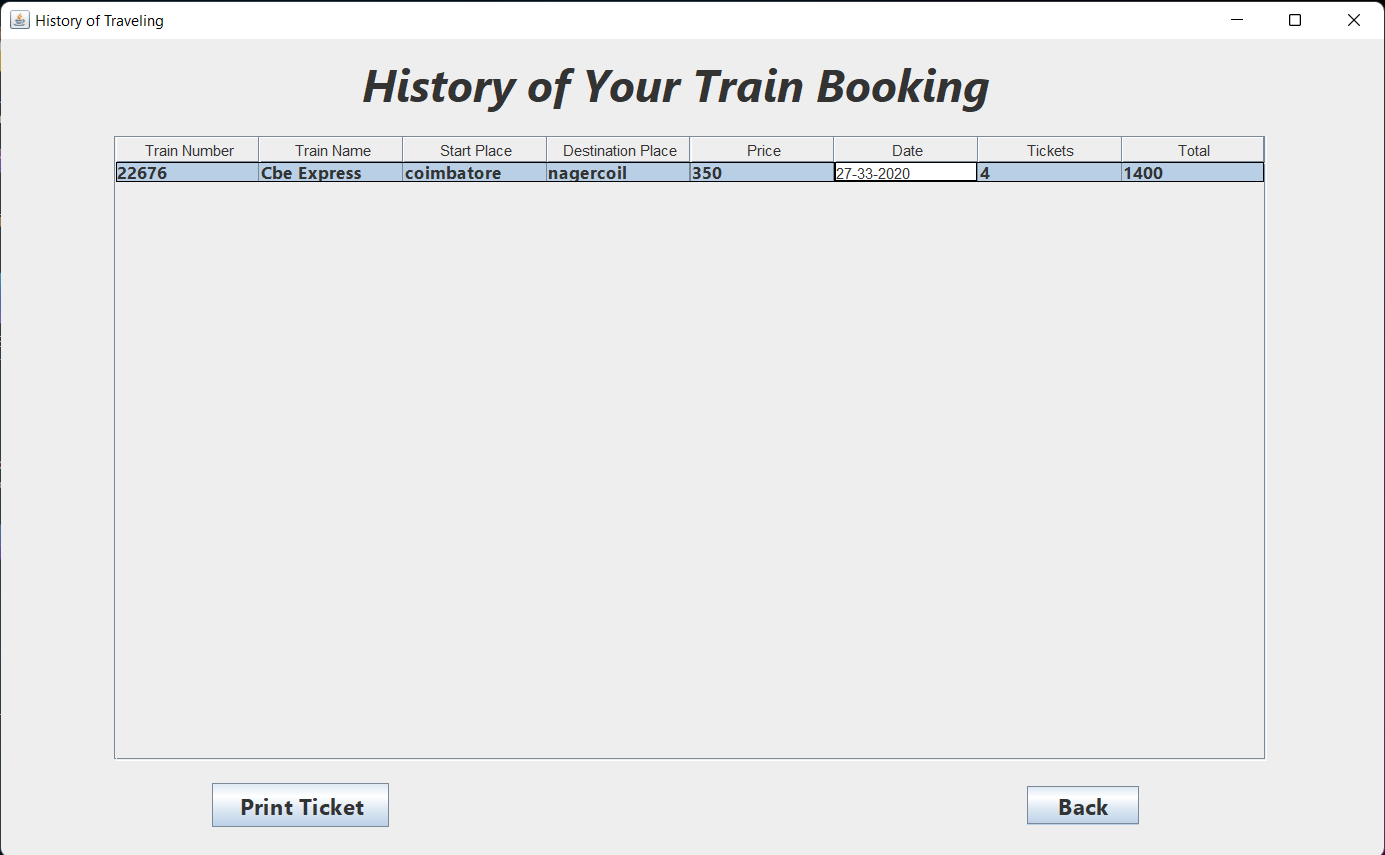 History of Traveling
History of Your Train Booking
Train Number Train Name Start Place Destination Place Price Date Tickets Total
22676 Cbe Express coimbatore nagercoil 350 27-33-2020 4 1400
Print Ticket Back